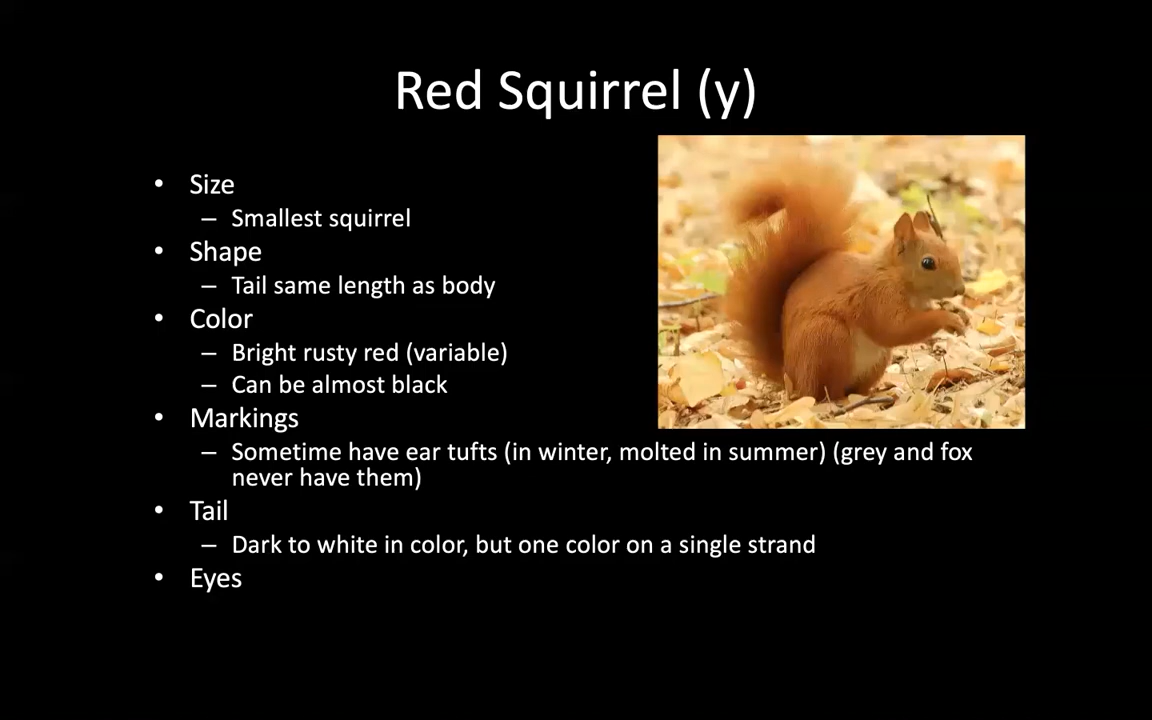 Red Squirrel (y)
• Size
– Smallest squirrel
• Shape
– Tail same length as body
• Color
– Bright rusty red (variable)
– Can be almost black
• Markings
– Sometime have ear tufts (in winter, molted in summer) (grey and fox
never have them)
• Tail
– Dark to white in color, but one color on a single strand
• Eyes